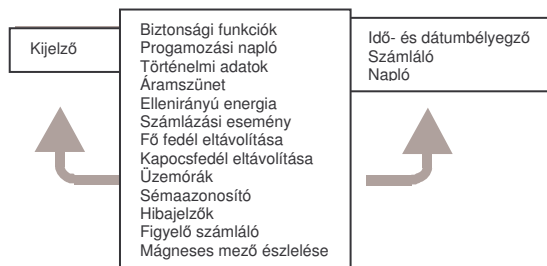 Kijelző
Biztonsági funkciók
Progamozási napló
Történelmi adatok
Áramszünet
Ellenirányú energia
Számlázási esemény
Fő fedél eltávolítása
Kapocsfedél eltávolítása
Üzemórák
Sémaazonosító
Hibajelzők
Figyelő számláló
Mágneses mező észlelése
Idő- és dátumbélyegző
Számláló
Napló